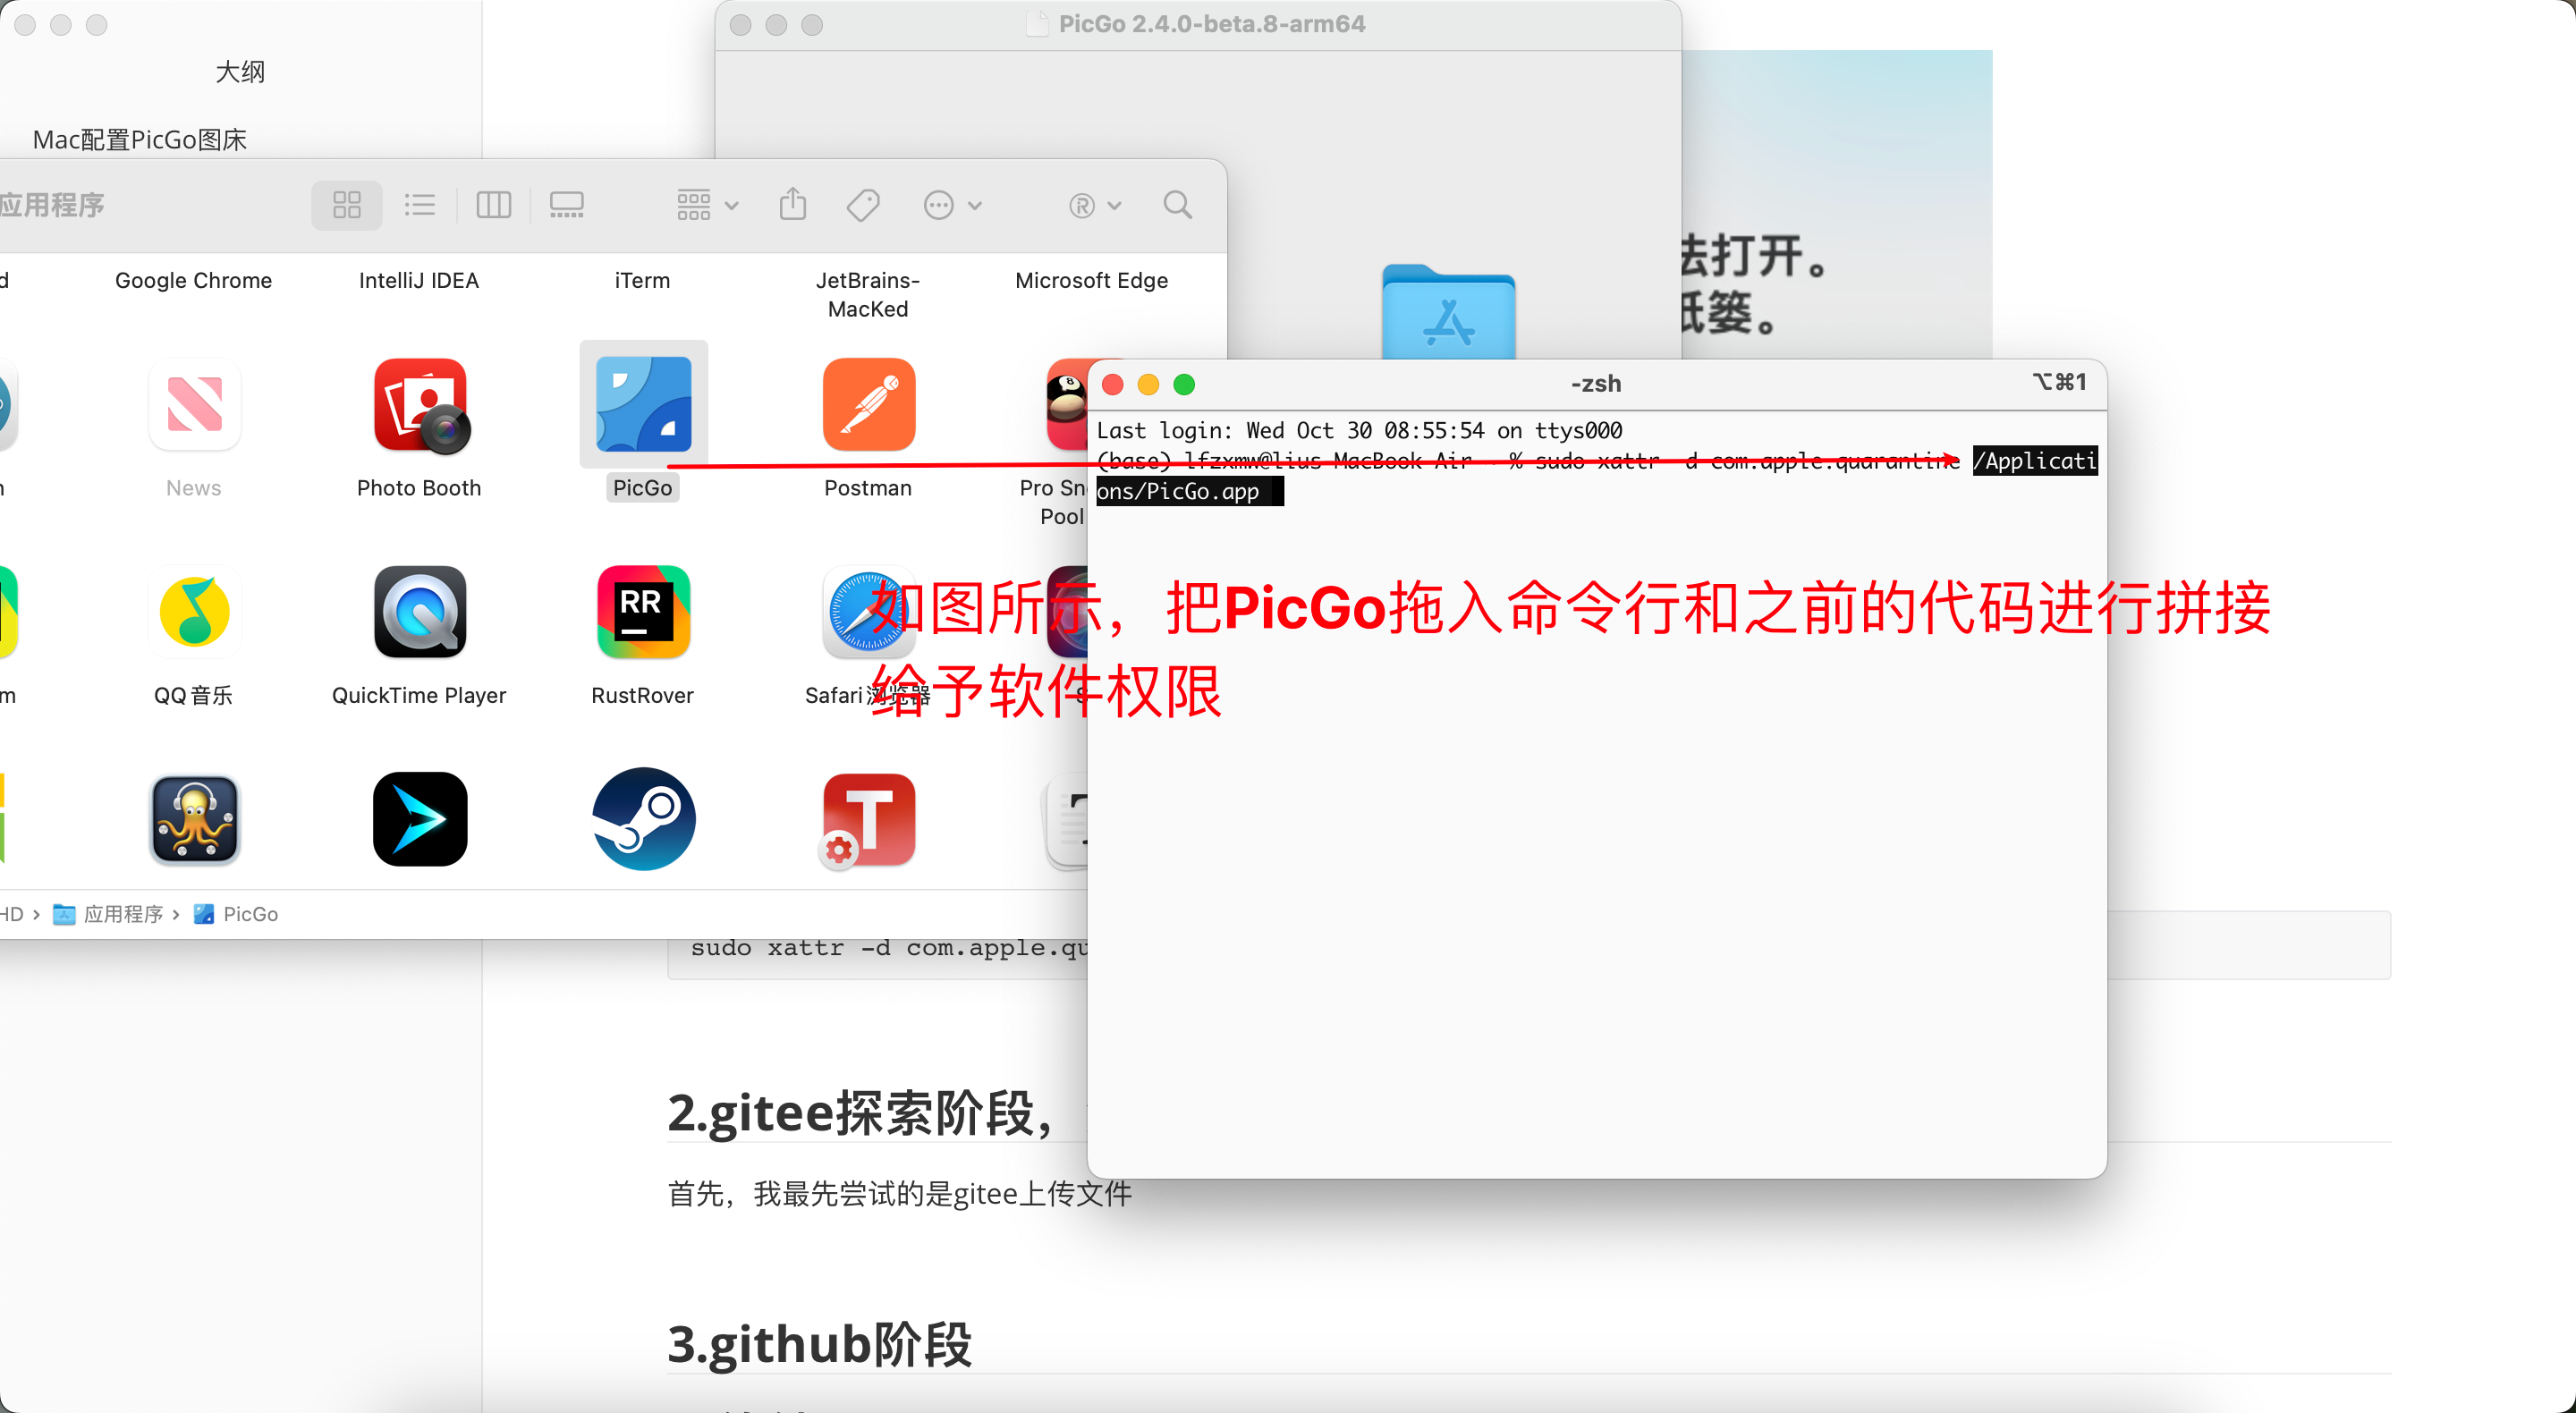 大纲
Mac配置PicGo图床
PicGo 2.4.0-beta.8-arm64
法打开。
纸篓。
应用程序
d
Google Chrome
IntelliJ IDEA
iTerm
JetBrains-
MacKed
Microsoft Edge
News
Photo Booth
PicGo
Postman
Pro Sn
Pool
QQ音乐
QuickTime Player
RR
RustRover
Safari浏览器
S
T
HD › 应用程序 › PicGo
-zsh
⌥⌘1
Last login: Wed Oct 30 08:55:54 on ttys000
(base) lfzxmw@lius-MacBook-Air ~ % sudo xattr -d com.apple.quarantine /Applicati
ons/PicGo.app
如图所示，把PicGo拖入命令行和之前的代码进行拼接
给予软件权限
sudo xattr -d com.apple.qu
2.gitee探索阶段，
首先，我最先尝试的是gitee上传文件
3.github阶段